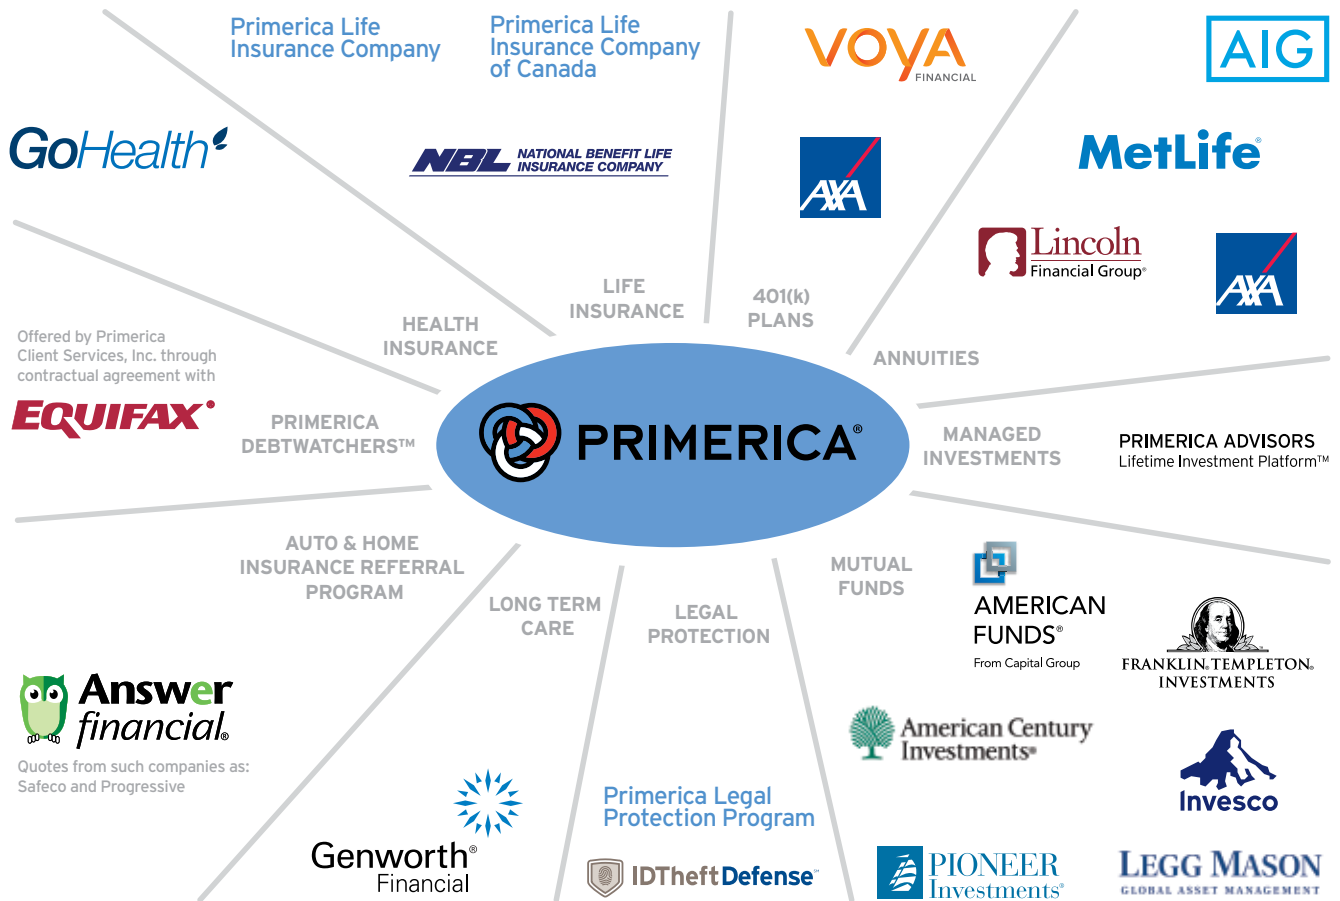 Primerica Life
Insurance Company
Primerica Life
Insurance Company
of Canada
VOYA
FINANCIAL
AIG
GoHealth
NBL NATIONAL BENEFIT LIFE
INSURANCE COMPANY
AXA
MetLife®
Lincoln
Financial Group®
AXA
LIFE
INSURANCE
401(k)
PLANS
HEALTH
INSURANCE
ANNUITIES
Offered by Primerica
Client Services, Inc. through
contractual agreement with
EQUIFAX®
PRIMERICA
DEBTWATCHERS™
PRIMERICA®
MANAGED
INVESTMENTS
PRIMERICA ADVISORS
Lifetime Investment Platform™
AUTO & HOME
INSURANCE REFERRAL
PROGRAM
LONG TERM
CARE
LEGAL
PROTECTION
MUTUAL
FUNDS
AMERICAN
FUNDS®
From Capital Group
FRANKLIN® TEMPLETON®
INVESTMENTS
Answer
financial®
Quotes from such companies as:
Safeco and Progressive
American Century
Investments®
Invesco
Genworth®
Financial
Primerica Legal
Protection Program
IDTheftDefense℠
PIONEER
Investments®
LEGG MASON
GLOBAL ASSET MANAGEMENT